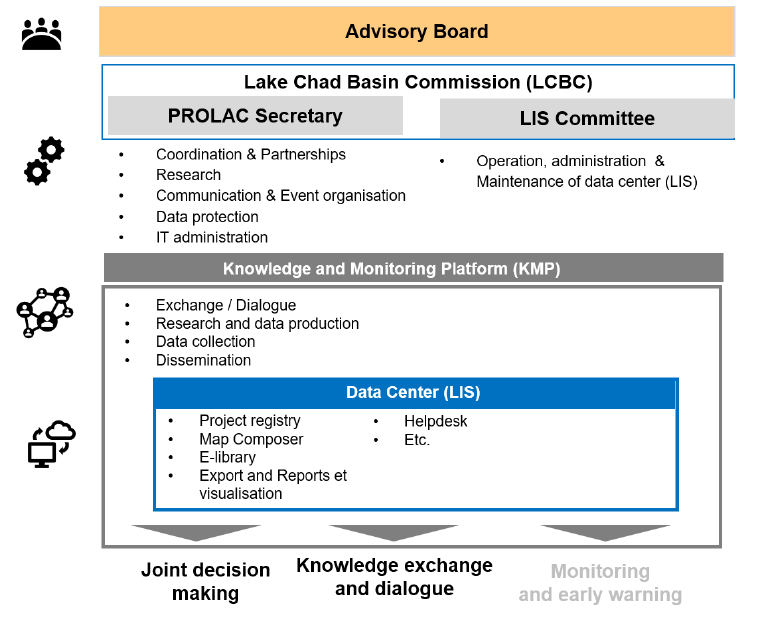 Advisory Board
Lake Chad Basin Commission (LCBC)
PROLAC Secretary
LIS Committee
• Coordination & Partnerships
• Research
• Communication & Event organisation
• Data protection
• IT administration
• Operation, administration &
Maintenance of data center (LIS)
Knowledge and Monitoring Platform (KMP)
• Exchange / Dialogue
• Research and data production
• Data collection
• Dissemination
Data Center (LIS)
• Project registry
• Map Composer
• E-library
• Export and Reports et
visualisation
• Helpdesk
• Etc.
Joint decision
making
Knowledge exchange
and dialogue
Monitoring
and early warning